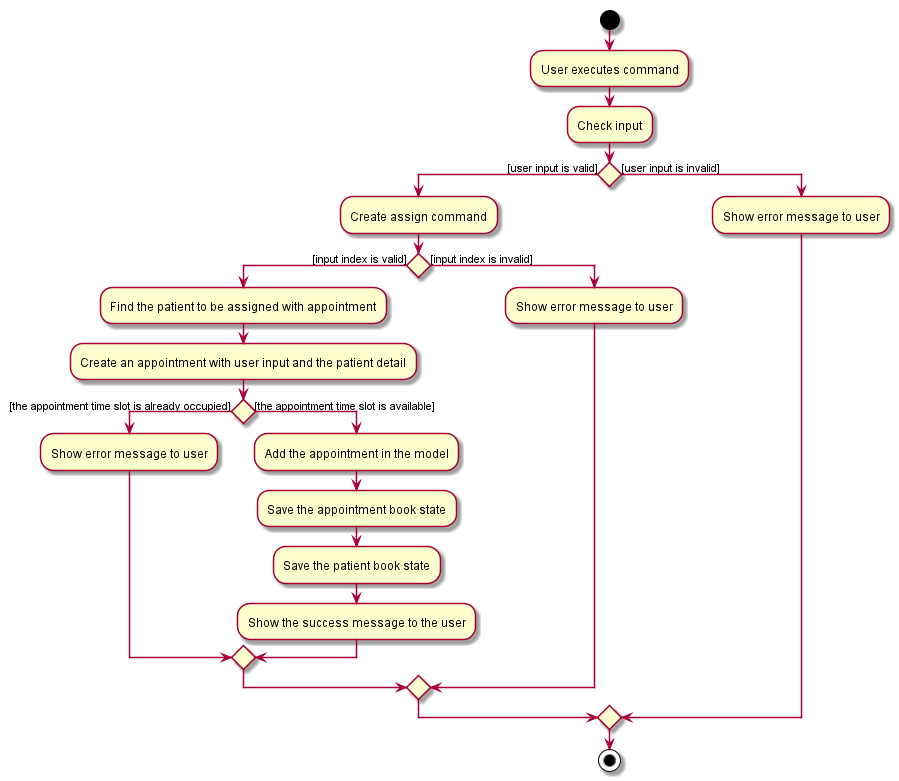 User executes command
Check input
[user input is valid]
[user input is invalid]
Create assign command
Show error message to user
[input index is valid]
[input index is invalid]
Find the patient to be assigned with appointment
Show error message to user
Create an appointment with user input and the patient detail
[the appointment time slot is already occupied]
[the appointment time slot is available]
Show error message to user
Add the appointment in the model
Save the appointment book state
Save the patient book state
Show the success message to the user